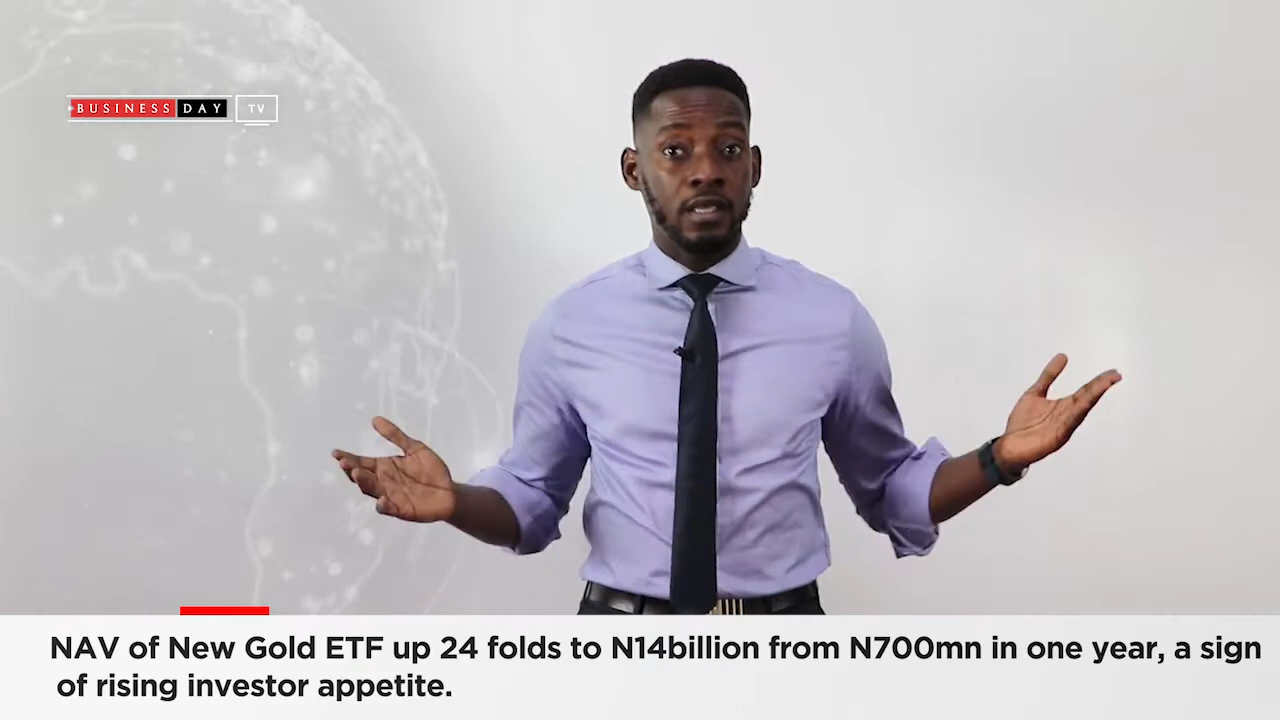 BUSINESS DAY TV
NAV of New Gold ETF up 24 folds to N14billion from N700mn in one year, a sign
of rising investor appetite.